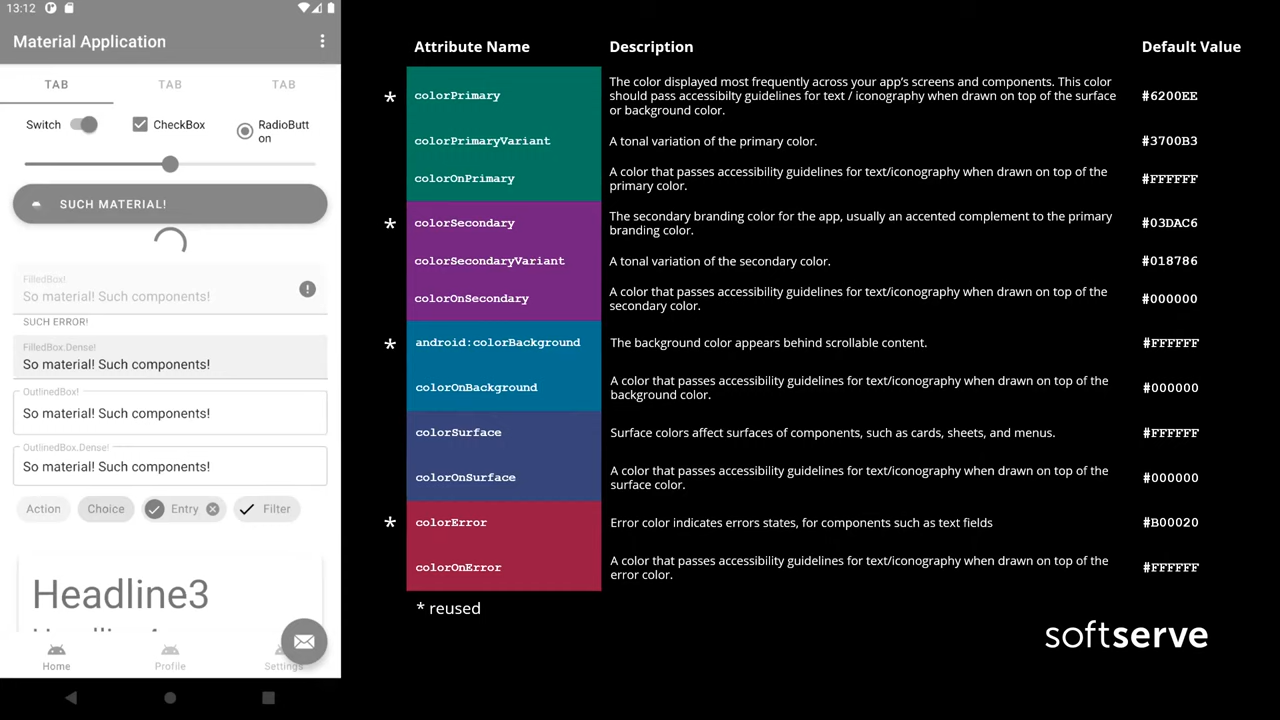 13:12
Material Application
TAB
TAB
TAB
Switch
CheckBox
RadioButt
on
SUCH MATERIAL!
FilledBox!
So material! Such components!
SUCH ERROR!
FilledBox.Dense!
So material! Such components!
OutlinedBox!
So material! Such components!
OutlinedBox.Dense!
So material! Such components!
Action
Choice
Entry
Filter
Headline3
Home
Profile
Settings
Attribute Name
Description
Default Value
*
colorPrimary
The color displayed most frequently across your app’s screens and components. This color
should pass accessibilty guidelines for text / iconography when drawn on top of the surface
or background color.
#6200EE
colorPrimaryVariant
A tonal variation of the primary color.
#3700B3
colorOnPrimary
A color that passes accessibility guidelines for text/iconography when drawn on top of the
primary color.
#FFFFFF
*
colorSecondary
The secondary branding color for the app, usually an accented complement to the primary
branding color.
#03DAC6
colorSecondaryVariant
A tonal variation of the secondary color.
#018786
colorOnSecondary
A color that passes accessibility guidelines for text/iconography when drawn on top of the
secondary color.
#000000
*
android:colorBackground
The background color appears behind scrollable content.
#FFFFFF
colorOnBackground
A color that passes accessibility guidelines for text/iconography when drawn on top of the
background color.
#000000
colorSurface
Surface colors affect surfaces of components, such as cards, sheets, and menus.
#FFFFFF
colorOnSurface
A color that passes accessibility guidelines for text/iconography when drawn on top of the
surface color.
#000000
*
colorError
Error color indicates errors states, for components such as text fields
#B00020
colorOnError
A color that passes accessibility guidelines for text/iconography when drawn on top of the
error color.
#FFFFFF
* reused
softserve